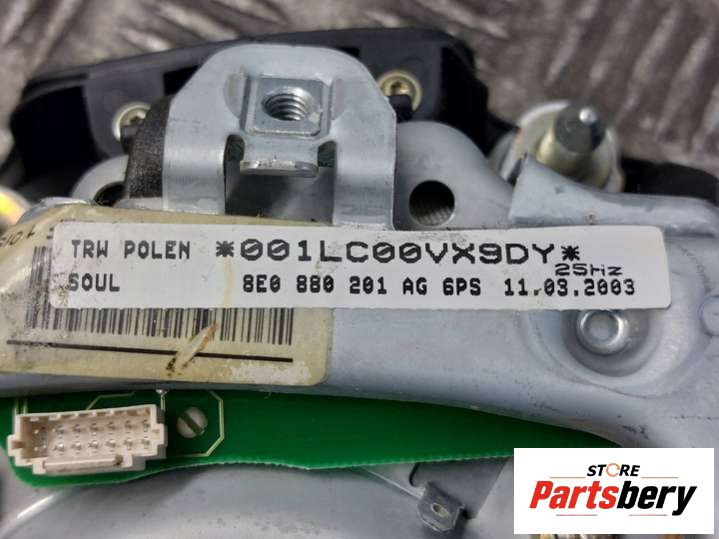 TRW POLEN *001LC00VX9DY*
25Hz
SOUL 8E0 880 201 AG 6PS 11.03.2003
STORE
Partsbery